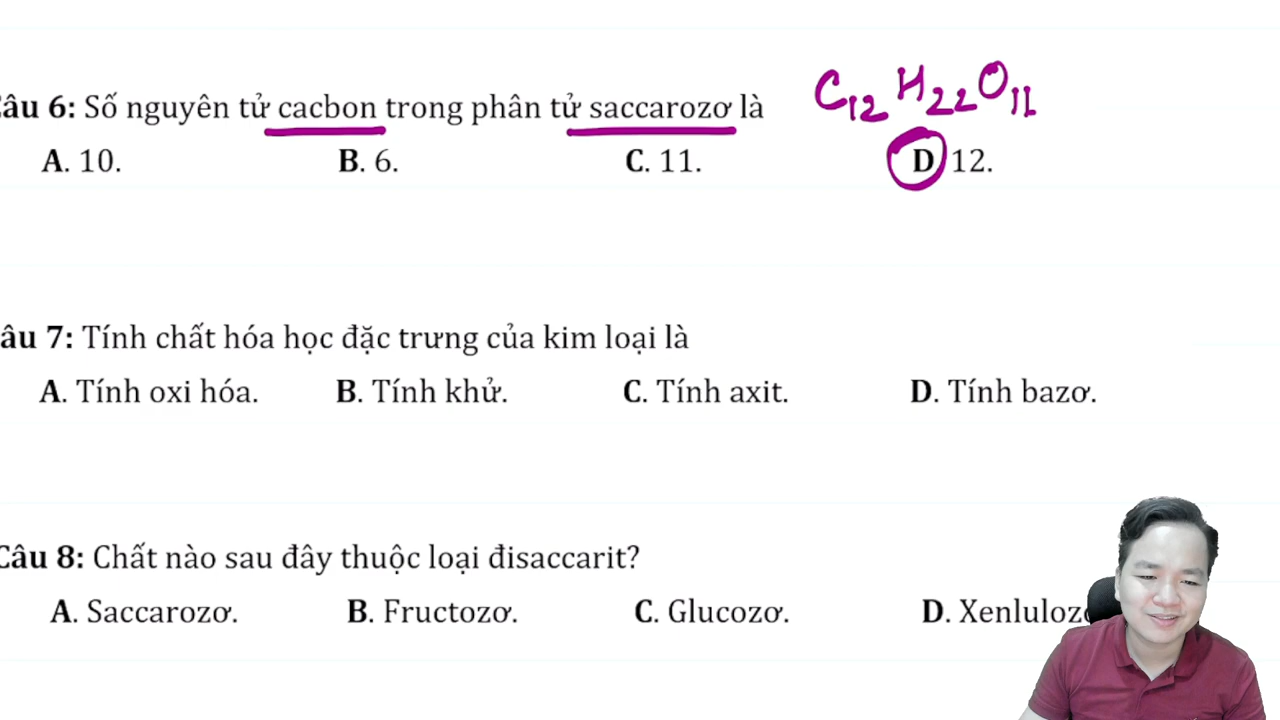 âu 6: Số nguyên tử cacbon trong phân tử saccarozơ là C12H22O11
A. 10. B. 6. C. 11. D 12.
âu 7: Tính chất hóa học đặc trưng của kim loại là
A. Tính oxi hóa. B. Tính khử. C. Tính axit. D. Tính bazơ.
Câu 8: Chất nào sau đây thuộc loại đisaccarit?
A. Saccarozơ. B. Fructozơ. C. Glucozơ. D. Xenluloz